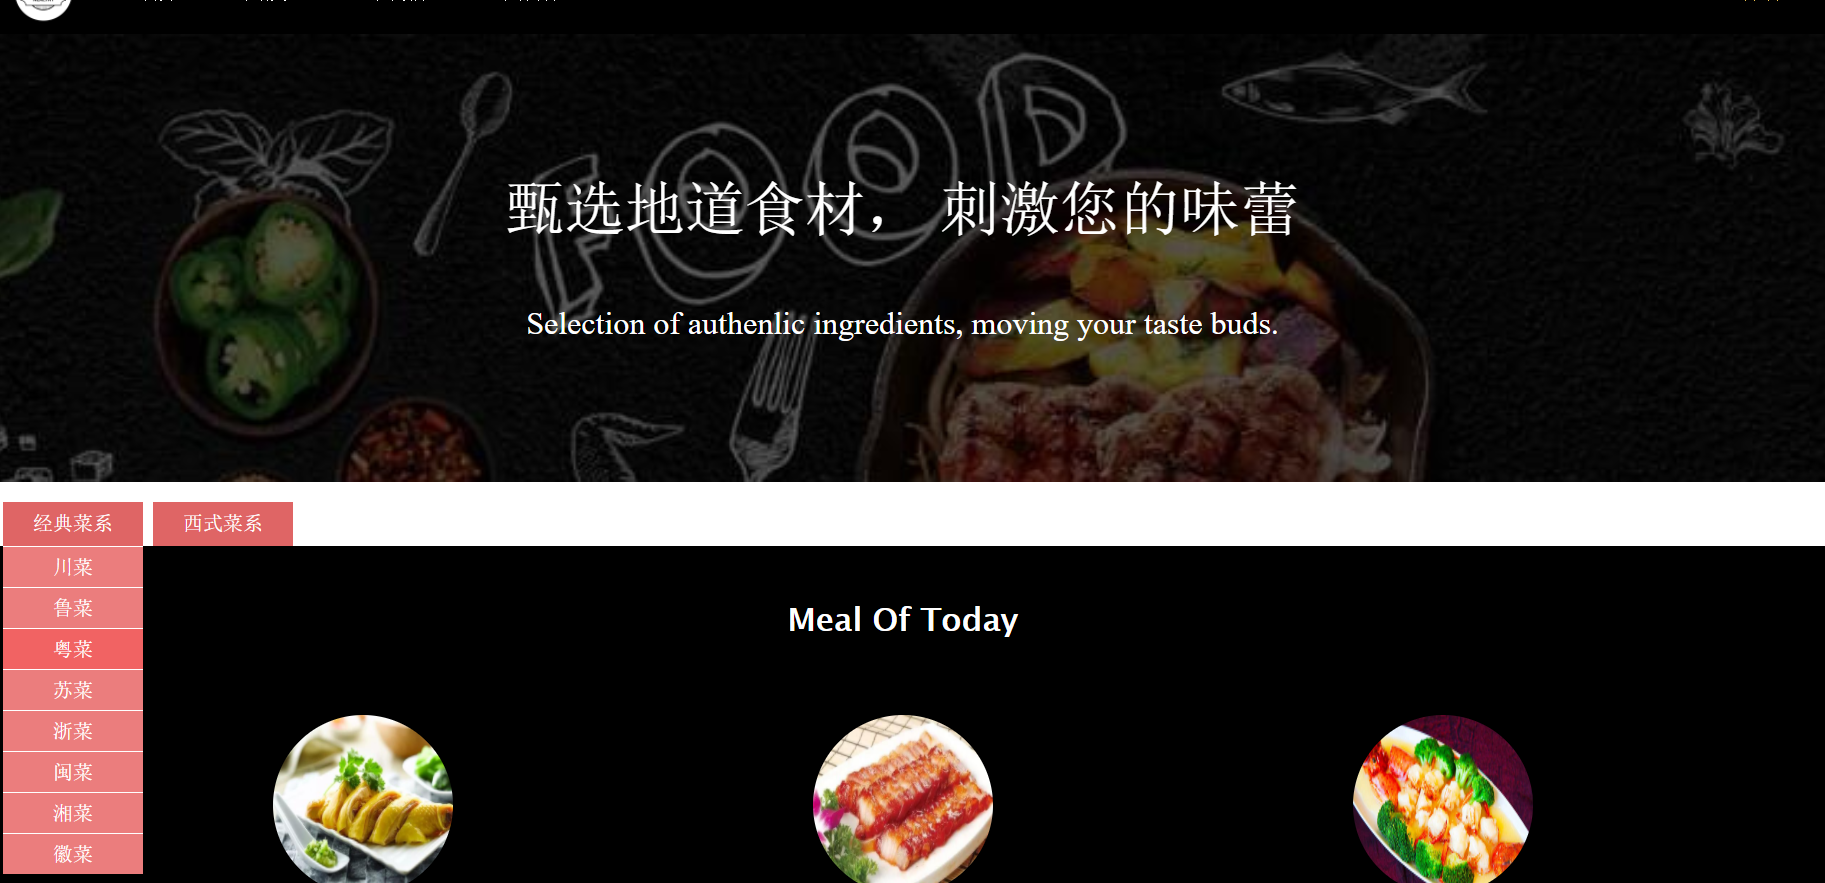 FOOD
甄选地道食材， 刺激您的味蕾
Selection of authenlic ingredients, moving your taste buds.
经典菜系 西式菜系
川菜
鲁菜
粤菜
苏菜
浙菜
闽菜
湘菜
徽菜
Meal Of Today